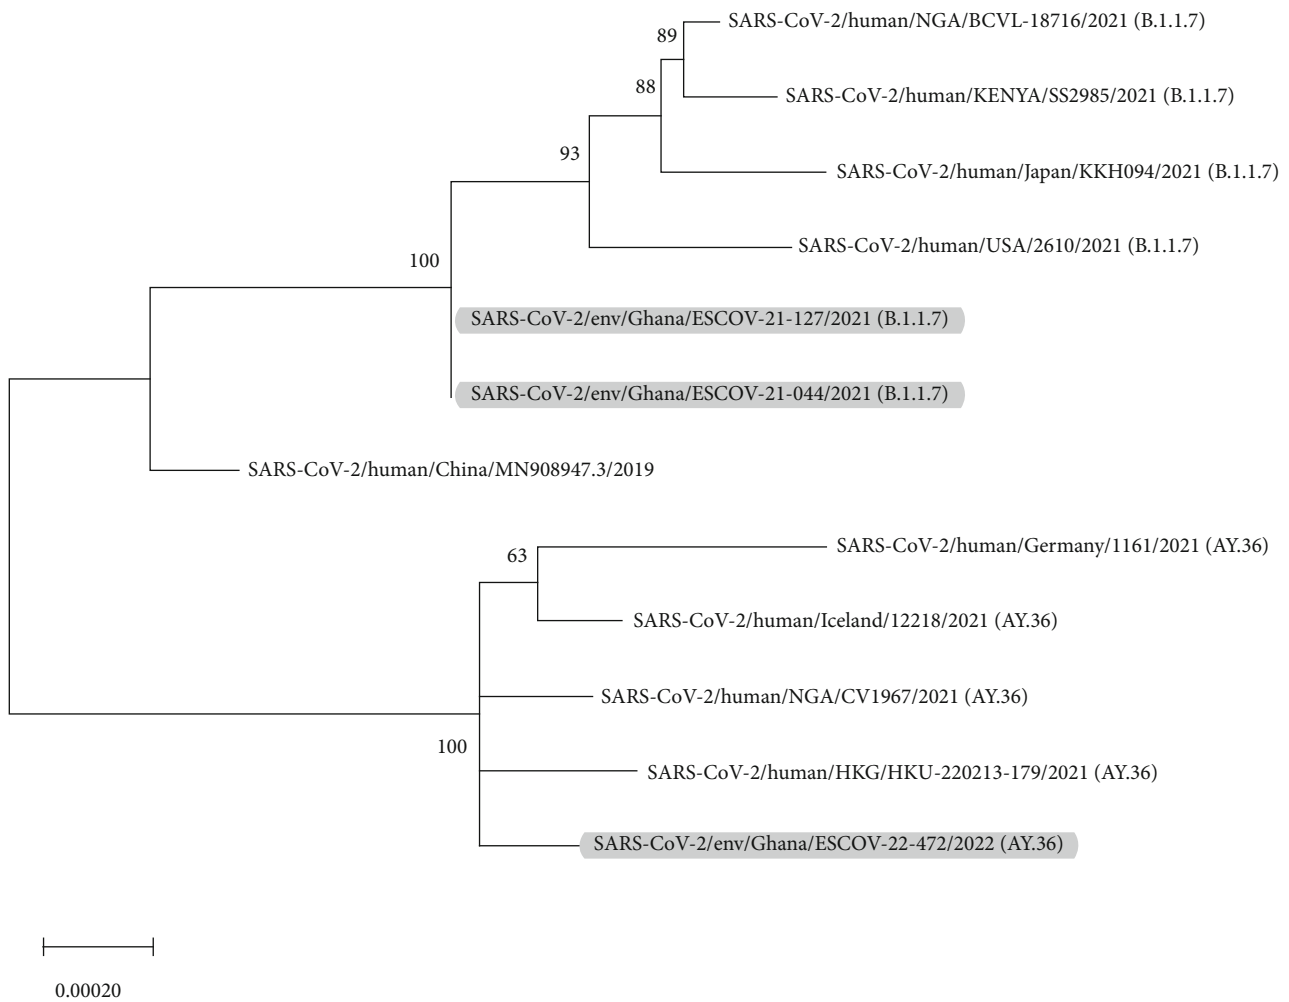 SARS-CoV-2/human/NGA/BCVL-18716/2021 (B.1.1.7)
89
88
SARS-CoV-2/human/KENYA/SS2985/2021 (B.1.1.7)
93
SARS-CoV-2/human/Japan/KKH094/2021 (B.1.1.7)
SARS-CoV-2/human/USA/2610/2021 (B.1.1.7)
100
SARS-CoV-2/env/Ghana/ESCOV-21-127/2021 (B.1.1.7)
SARS-CoV-2/env/Ghana/ESCOV-21-044/2021 (B.1.1.7)
SARS-CoV-2/human/China/MN908947.3/2019
SARS-CoV-2/human/Germany/1161/2021 (AY.36)
63
SARS-CoV-2/human/Iceland/12218/2021 (AY.36)
SARS-CoV-2/human/NGA/CV1967/2021 (AY.36)
100
SARS-CoV-2/human/HKG/HKU-220213-179/2021 (AY.36)
SARS-CoV-2/env/Ghana/ESCOV-22-472/2022 (AY.36)
0.00020